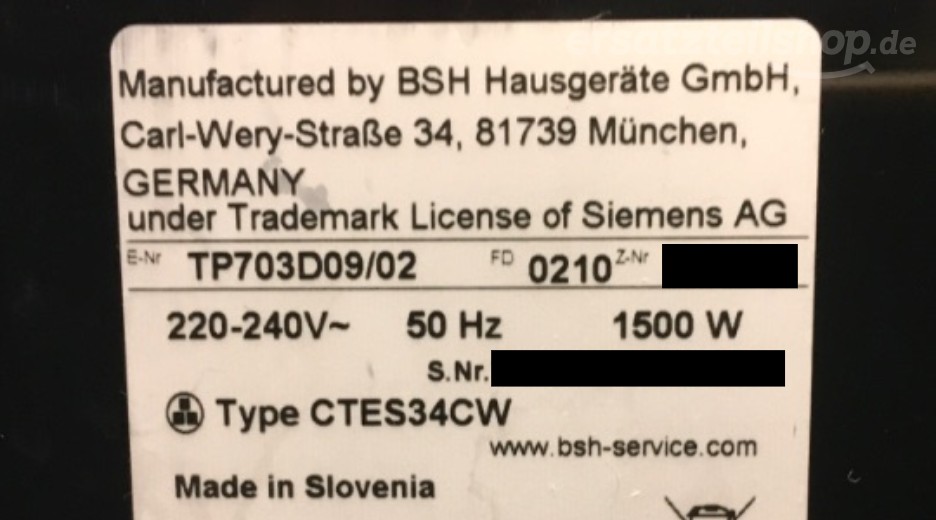 ersatzteilshop.de
Manufactured by BSH Hausgeräte GmbH,
Carl-Wery-Straße 34, 81739 München,
GERMANY
under Trademark License of Siemens AG
E-Nr TP703D09/02 FD 0210 Z-Nr
220-240V~ 50 Hz 1500 W
S.Nr.
Type CTES34CW
www.bsh-service.com
Made in Slovenia